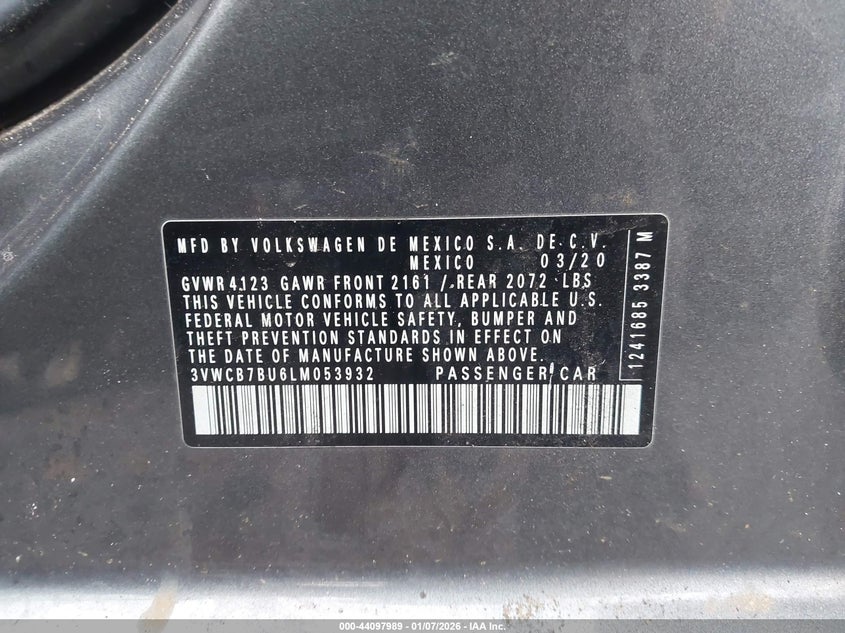 MFD BY VOLKSWAGEN DE MEXICO S.A. DE C.V.
MEXICO 03/20
GVWR 4123 GAWR FRONT 2161 / REAR 2072 LBS
THIS VEHICLE CONFORMS TO ALL APPLICABLE U.S.
FEDERAL MOTOR VEHICLE SAFETY, BUMPER AND
THEFT PREVENTION STANDARDS IN EFFECT ON
THE DATE OF MANUFACTURE SHOWN ABOVE.
3VWCB7BU6LM053932 PASSENGER CAR
1241685 3387 M
000-44097989 - 01/07/2026 - IAA Inc.